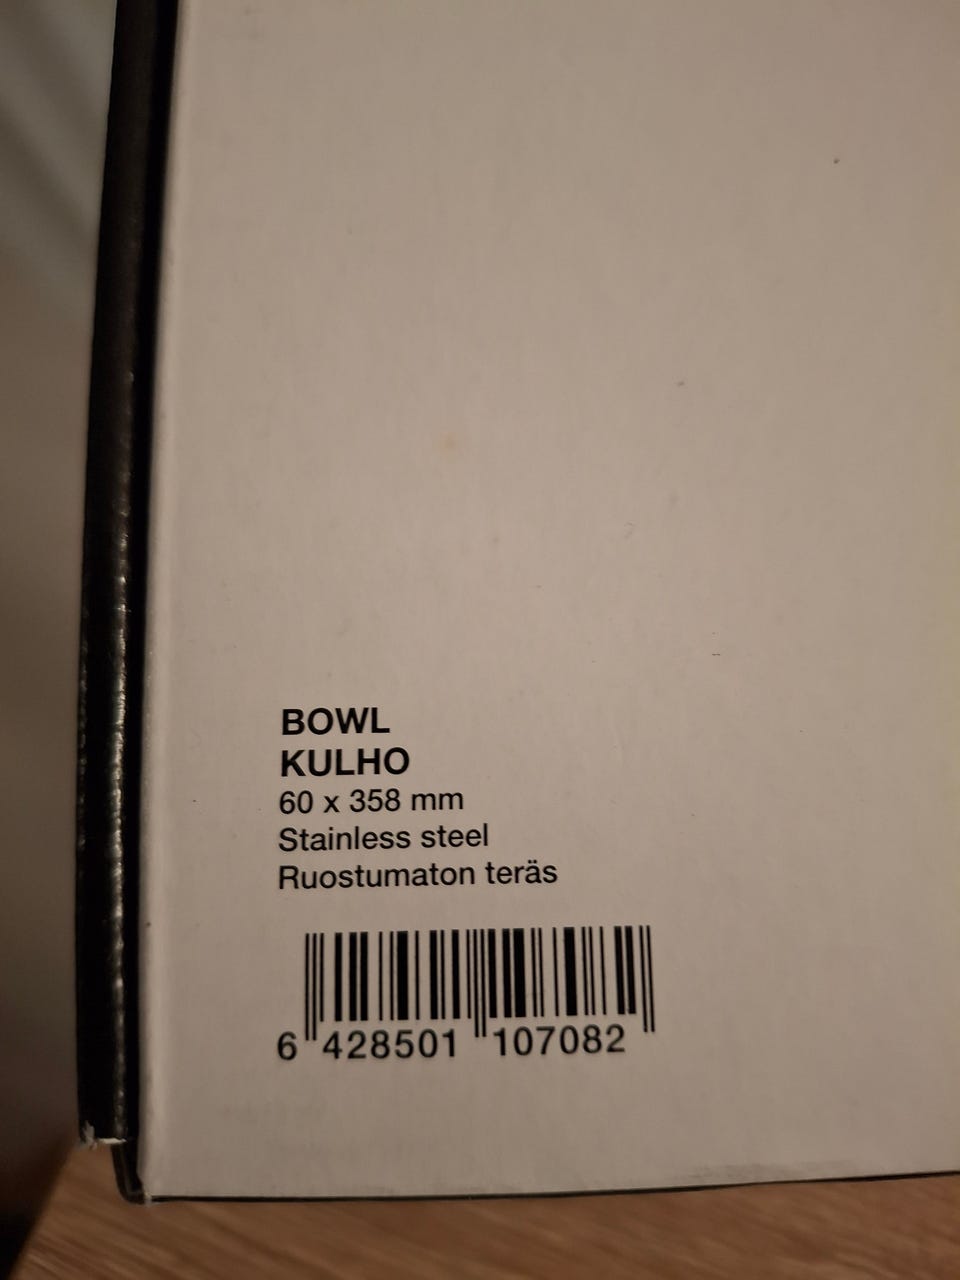 BOWL
KULHO
60 x 358 mm
Stainless steel
Ruostumaton teräs
6 428501 107082